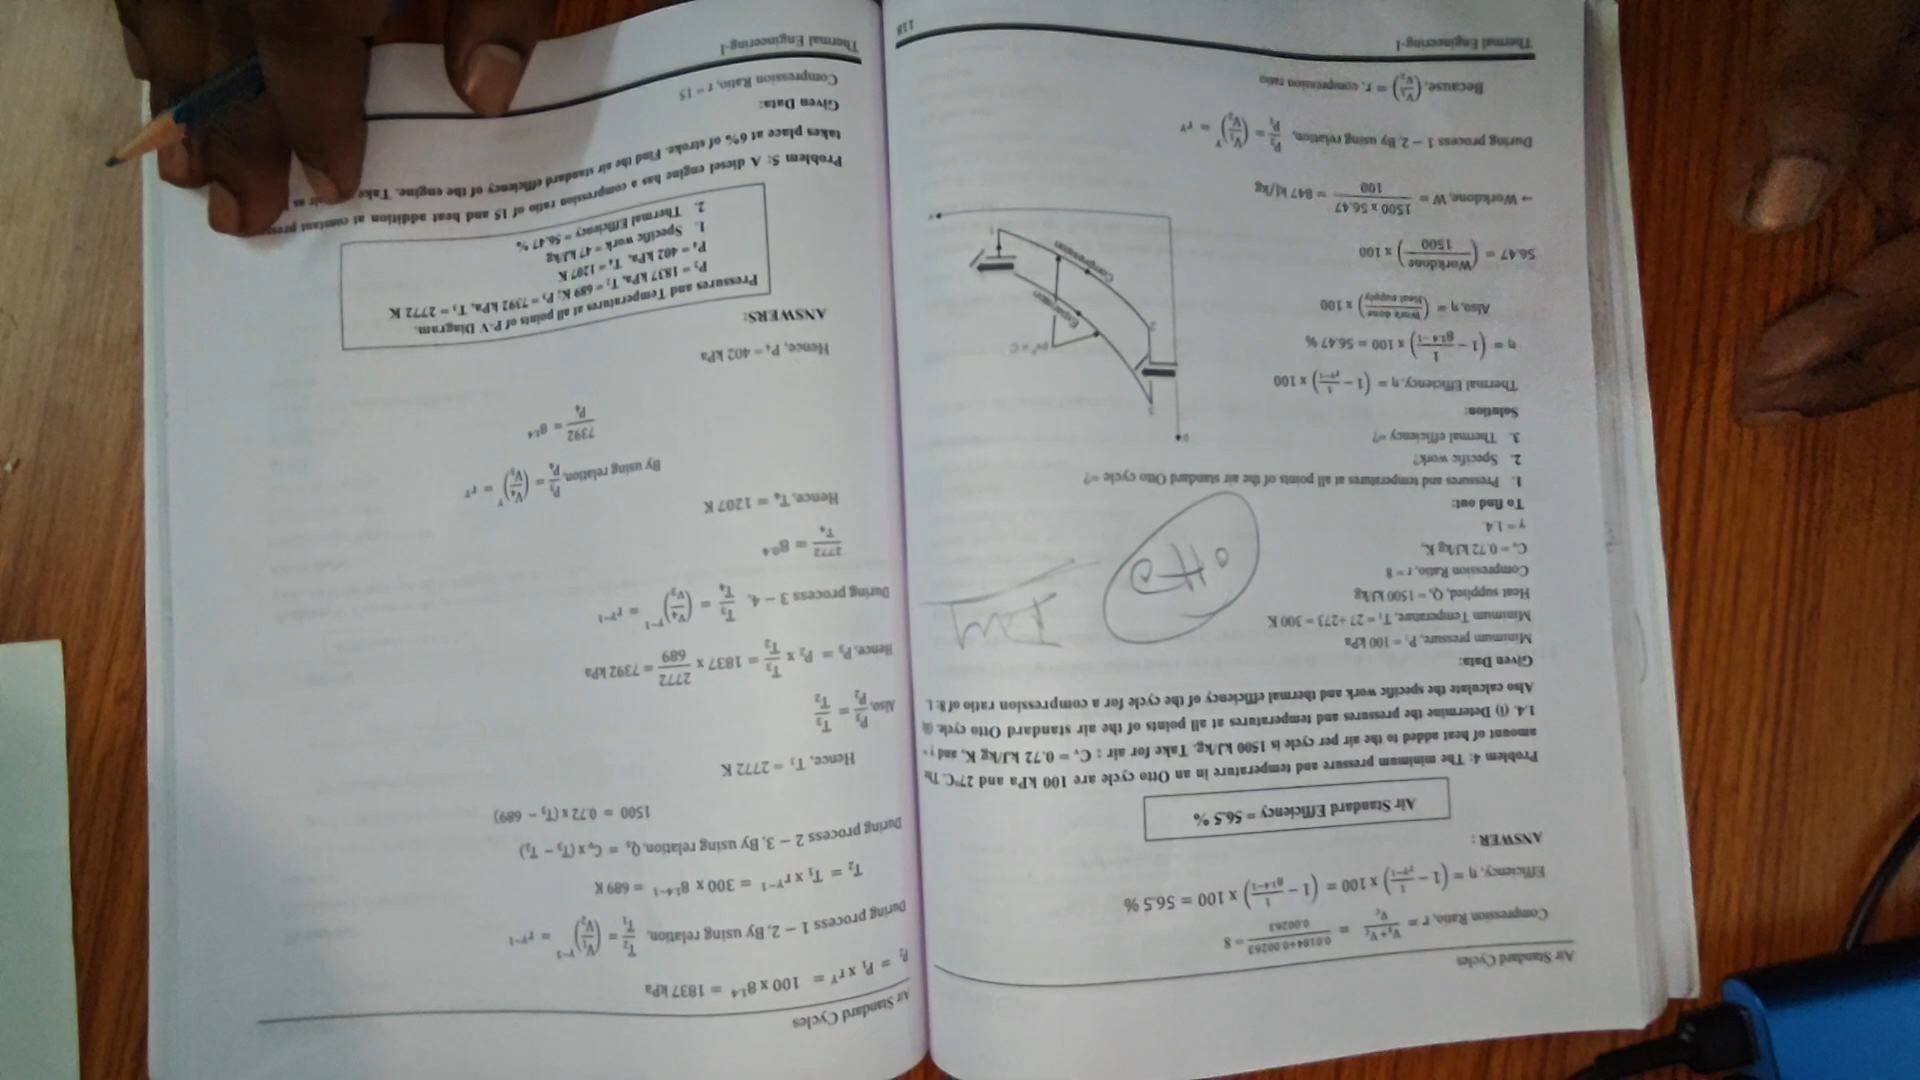 Air Standard Cycles
Compression Ratio, r = (Vs + Vc)/Vc = (0.0184+0.00263)/0.00263 = 8
Efficiency, η = (1 − 1/r^(γ−1)) x 100 = (1 − 1/8^(1.4−1)) x 100 = 56.5 %
ANSWER :
Air Standard Efficiency = 56.5 %
Problem 4: The minimum pressure and temperature in an Otto cycle are 100 kPa and 27°C. Th
amount of heat added to the air per cycle is 1500 kJ/kg. Take for air : Cv = 0.72 kJ/kg K, and γ =
1.4. (i) Determine the pressures and temperatures at all points of the air standard Otto cycle.
Also calculate the specific work and thermal efficiency of the cycle for a compression ratio of 8:
Given Data:
Minimum pressure, P₁ = 100 kPa
Minimum Temperature, T₁ = 27 +273 = 300 K
Heat supplied, Qs = 1500 kJ/kg
Compression Ratio, r = 8
Cv = 0.72 kJ/kg K,
γ = 1.4.
otto
To find out:
1. Pressures and temperatures at all points of the air standard Otto cycle =?
2. Specific work?
3. Thermal efficiency =?
Solution:
Thermal Efficiency, η = (1 − 1/r^(γ−1)) x 100
η = (1 − 1/8^(1.4−1)) x 100 = 56.47 %
Also, η = (Work done/Heat supply) x 100
56.47 = (Workdone/1500) x 100
→ Workdone, W = (1500 x 56.47)/100 = 847 kJ/kg
P
3
pvᵞ = C
Expansion
2
Compression
1
V
During process 1 − 2, By using relation, P₂/P₁ = (V₁/V₂)^γ = r^γ
Because, (V₁/V₂) = r, compression ratio
Thermal Engineering-I
118
Air Standard Cycles
P₂ = P₁ x r^γ = 100 x 8^1.4 = 1837 kPa
During process 1 − 2, By using relation, T₂/T₁ = (V₁/V₂)^(γ−1) = r^(γ−1)
T₂ = T₁ x r^(γ−1) = 300 x 8^(1.4−1) = 689 K
During process 2 − 3, By using relation, Qs = Cv x (T₃ − T₂)
1500 = 0.72 x (T₃ − 689)
Hence, T₃ = 2772 K
Also, P₃/P₂ = T₃/T₂
Hence, P₃ = P₂ x T₃/T₂ = 1837 x 2772/689 = 7392 kPa
During process 3 − 4, T₃/T₄ = (V₄/V₃)^(γ−1) = r^(γ−1)
2772/T₄ = 8^0.4
Hence, T₄ = 1207 K
By using relation, P₃/P₄ = (V₄/V₃)^γ = r^γ
7392/P₄ = 8^1.4
Hence, P₄ = 402 kPa
ANSWERS:
Pressures and Temperatures at all points of P-V Diagram.
P₂ = 1837 kPa, T₂ = 689 K; P₃ = 7392 kPa, T₃ = 2772 K
P₄ = 402 kPa, T₄ = 1207 K
1. Specific work = 47 kJ/kg
2. Thermal Efficiency = 56.47 %
Problem 5: A diesel engine has a compression ratio of 15 and heat addition at constant
takes place at 6% of stroke. Find the air standard efficiency of the engine. Take
Given Data:
Compression Ratio, r = 15
Thermal Engineering-I